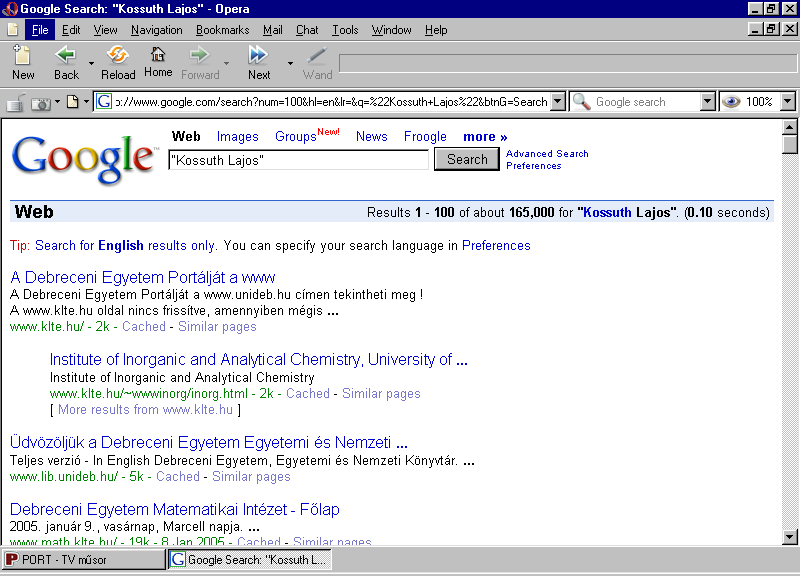 Google Search: "Kossuth Lajos" - Opera
File Edit View Navigation Bookmarks Mail Chat Tools Window Help
New Back Reload Home Forward Next Wand
p://www.google.com/search?num=100&hl=en&lr=&q=%22Kossuth+Lajos%22&btnG=Search Google search 100%
Web Images Groups New! News Froogle more »
Google™ "Kossuth Lajos" Search Advanced Search
Preferences
Web Results 1 - 100 of about 165,000 for "Kossuth Lajos". (0.10 seconds)
Tip: Search for English results only. You can specify your search language in Preferences
A Debreceni Egyetem Portálját a www
A Debreceni Egyetem Portálját a www.unideb.hu címen tekintheti meg !
A www.klte.hu oldal nincs frissítve, amennyiben mégis ...
www.klte.hu/ - 2k - Cached - Similar pages
Institute of Inorganic and Analytical Chemistry, University of ...
Institute of Inorganic and Analytical Chemistry
www.klte.hu/~wwwinorg/inorg.html - 2k - Cached - Similar pages
[ More results from www.klte.hu ]
Üdvözöljük a Debreceni Egyetem Egyetemi és Nemzeti ...
Teljes verzió - In English Debreceni Egyetem, Egyetemi és Nemzeti Könyvtár. ...
www.lib.unideb.hu/ - 5k - Cached - Similar pages
Debreceni Egyetem Matematikai Intézet - Főlap
2005. január 9., vasárnap, Marcell napja. ...
www.math.klte.hu/ - 19k - 8 Jan 2005 - Cached - Similar pages
PORT - TV műsor Google Search: "Kossuth L...